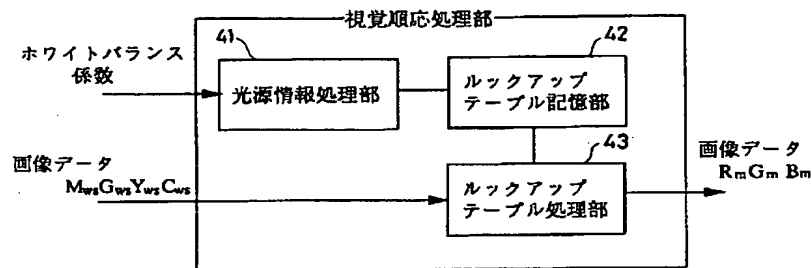 視覚順応処理部
41
42
ホワイトバランス
係数
光源情報処理部
ルックアップ
テーブル記憶部
43
画像データ
MwsGwsYwsCws
ルックアップ
テーブル処理部
画像データ
RmGm Bm